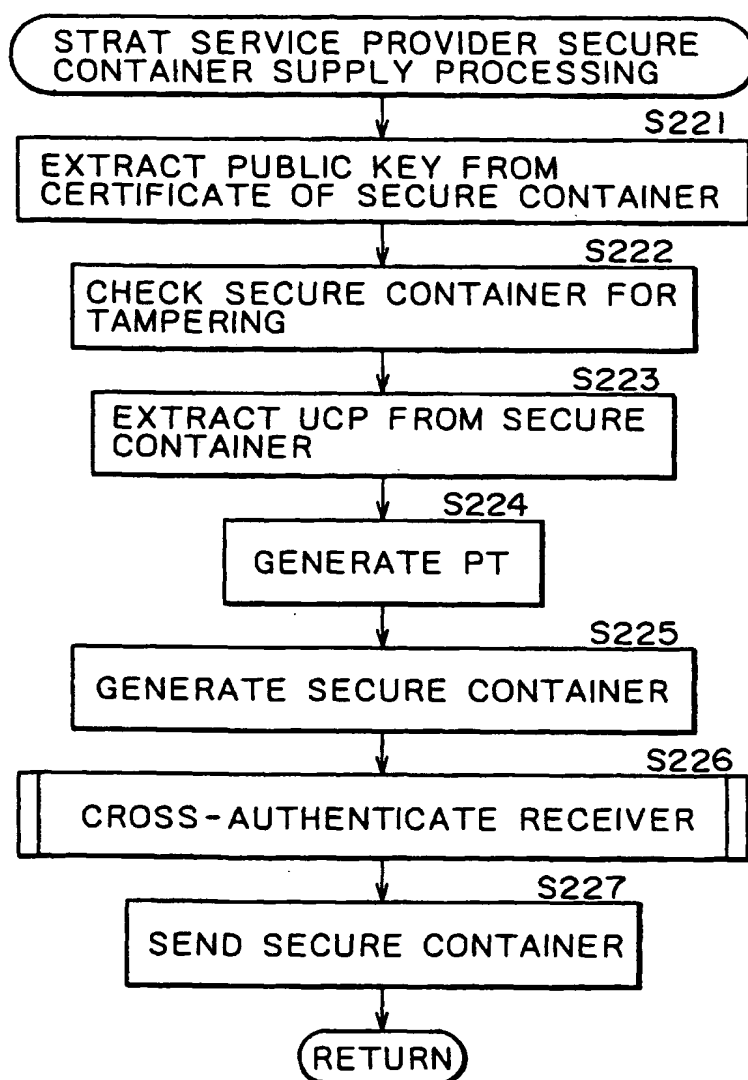 STRAT SERVICE PROVIDER SECURE
CONTAINER SUPPLY PROCESSING
S221
EXTRACT PUBLIC KEY FROM
CERTIFICATE OF SECURE CONTAINER
S222
CHECK SECURE CONTAINER FOR
TAMPERING
S223
EXTRACT UCP FROM SECURE
CONTAINER
S224
GENERATE PT
S225
GENERATE SECURE CONTAINER
S226
CROSS-AUTHENTICATE RECEIVER
S227
SEND SECURE CONTAINER
RETURN